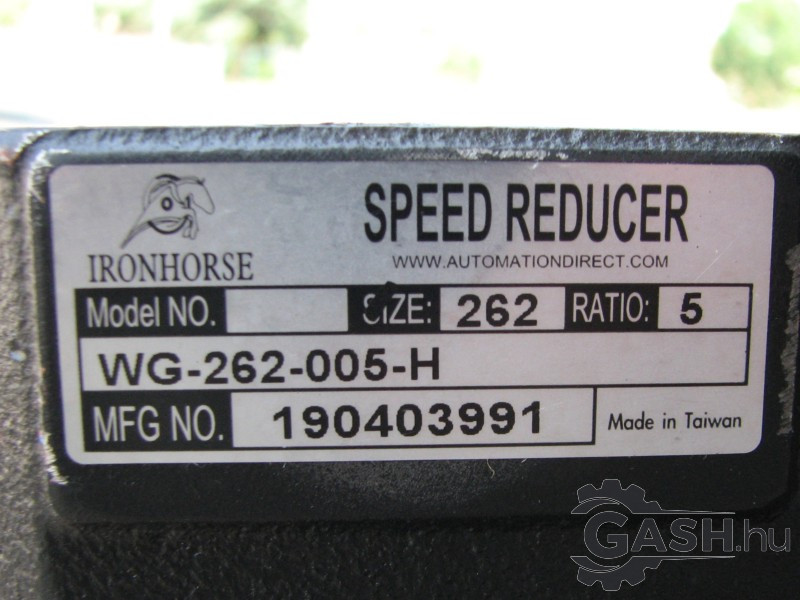 SPEED REDUCER
IRONHORSE
WWW.AUTOMATIONDIRECT.COM
Model NO. SIZE: 262 RATIO: 5
WG-262-005-H
MFG NO. 190403991 Made in Taiwan
GASH.hu